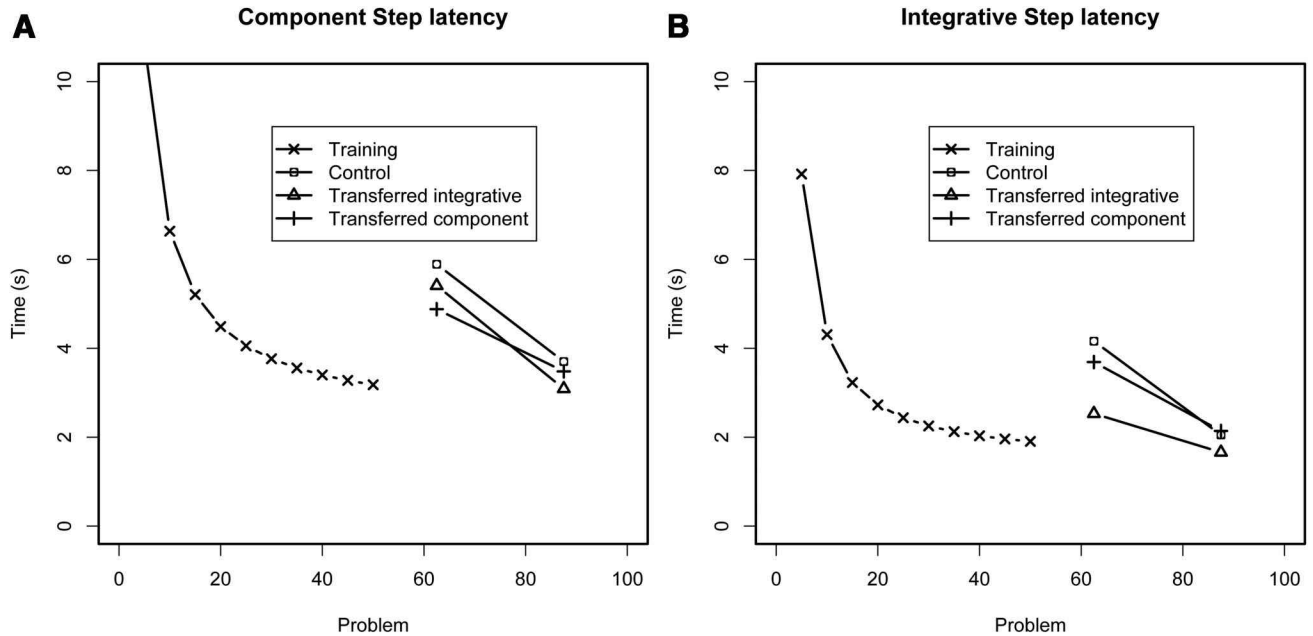 A
Component Step latency
Time (s)
10
8
6
4
2
0
Training
Control
Transferred integrative
Transferred component
0 20 40 60 80 100
Problem
B
Integrative Step latency
Time (s)
10
8
6
4
2
0
Training
Control
Transferred integrative
Transferred component
0 20 40 60 80 100
Problem